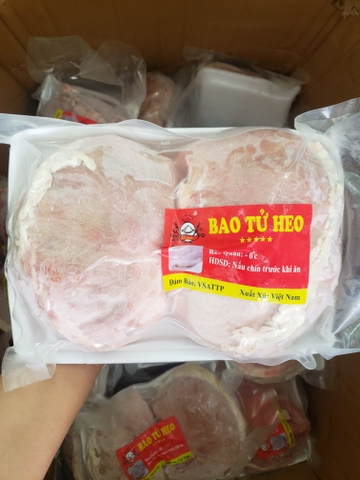 BAO TỬ HEO
Bảo Quản: - 0'c
HDSD: Nấu chín trước khi ăn
Đảm Bảo: VSATTP
Xuất Xứ: Việt Nam
BAO TỬ HEO